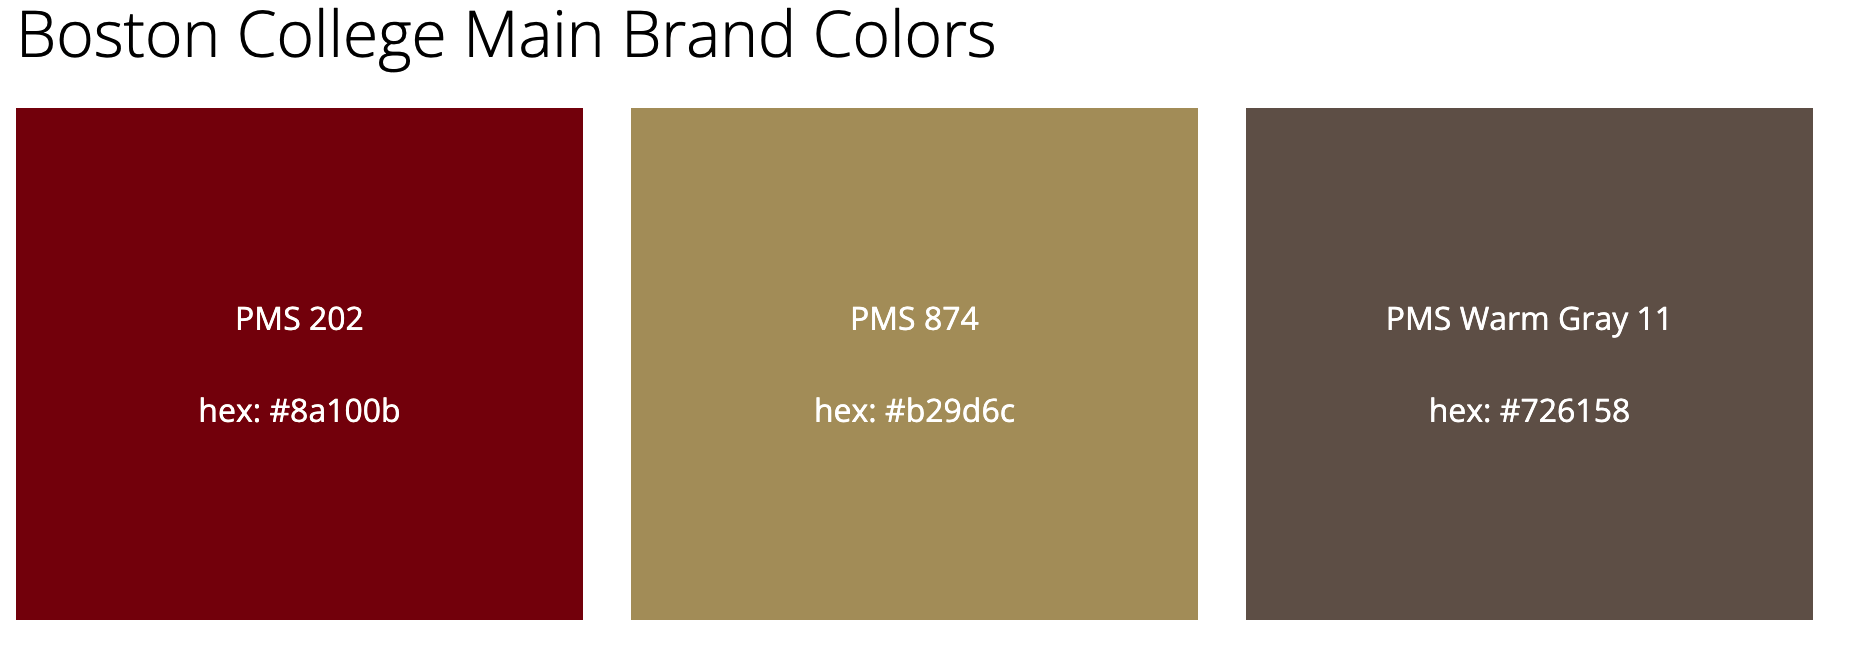 Boston College Main Brand Colors
PMS 202
hex: #8a100b
PMS 874
hex: #b29d6c
PMS Warm Gray 11
hex: #726158